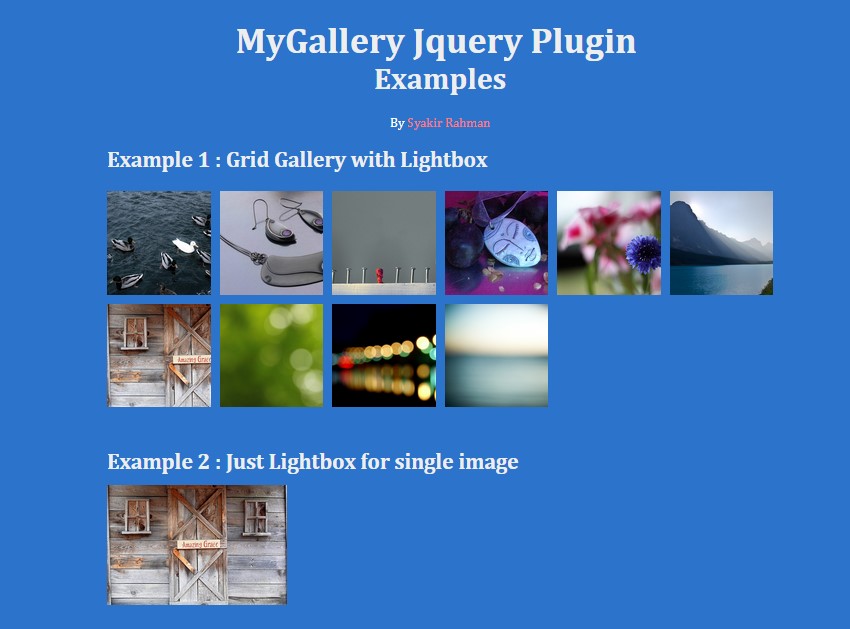 MyGallery Jquery Plugin
Examples
By Syakir Rahman
Example 1 : Grid Gallery with Lightbox
Amazing Grace
Example 2 : Just Lightbox for single image
Amazing Grace